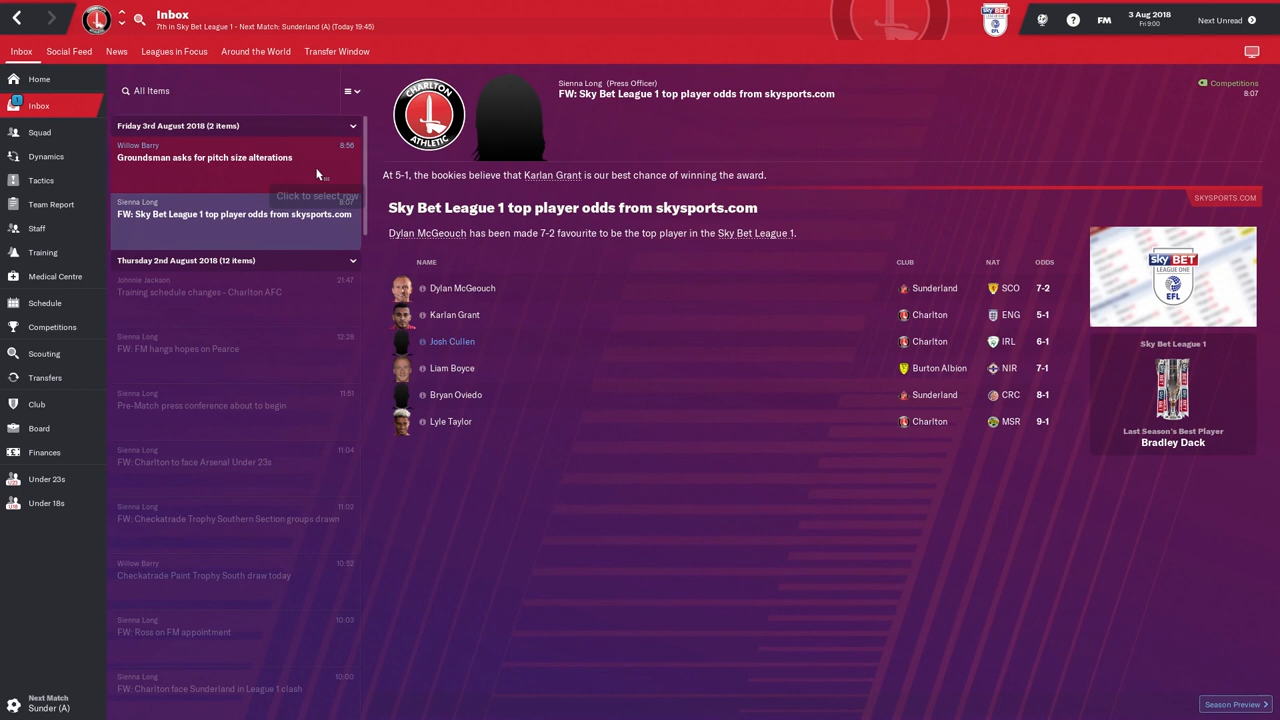 Inbox
7th in Sky Bet League 1 - Next Match: Sunderland (A) (Today 19:45)
FM
3 Aug 2018
Fri 9:00
Next Unread
Inbox Social Feed News Leagues in Focus Around the World Transfer Window
Home
1
Inbox
Squad
Dynamics
Tactics
Team Report
Staff
Training
Medical Centre
Schedule
Competitions
Scouting
Transfers
Club
Board
Finances
Under 23s
Under 18s
Next Match
Sunder (A)
All Items
Friday 3rd August 2018 (2 items)
Willow Barry 8:56
Groundsman asks for pitch size alterations
Click to select row
Sienna Long 8:07
FW: Sky Bet League 1 top player odds from skysports.com
Thursday 2nd August 2018 (12 items)
Johnnie Jackson 21:47
Training schedule changes - Charlton AFC
Sienna Long 12:28
FW: FM hangs hopes on Pearce
Sienna Long 11:51
Pre-Match press conference about to begin
Sienna Long 11:04
FW: Charlton to face Arsenal Under 23s
Sienna Long 11:02
FW: Checkatrade Trophy Southern Section groups drawn
Willow Barry 10:52
Checkatrade Paint Trophy South draw today
Sienna Long 10:03
FW: Ross on FM appointment
Sienna Long 10:00
FW: Charlton face Sunderland in League 1 clash
CHARLTON
ATHLETIC
Sienna Long (Press Officer)
FW: Sky Bet League 1 top player odds from skysports.com
Competitions
8:07
At 5-1, the bookies believe that Karlan Grant is our best chance of winning the award.
SKYSPORTS.COM
Sky Bet League 1 top player odds from skysports.com
Dylan McGeouch has been made 7-2 favourite to be the top player in the Sky Bet League 1.
NAME CLUB NAT ODDS
Dylan McGeouch Sunderland SCO 7-2
Karlan Grant Charlton ENG 5-1
Josh Cullen Charlton IRL 6-1
Liam Boyce Burton Albion NIR 7-1
Bryan Oviedo Sunderland CRC 8-1
Lyle Taylor Charlton MSR 9-1
sky BET
LEAGUE ONE
EFL
Sky Bet League 1
Last Season's Best Player
Bradley Dack
Season Preview